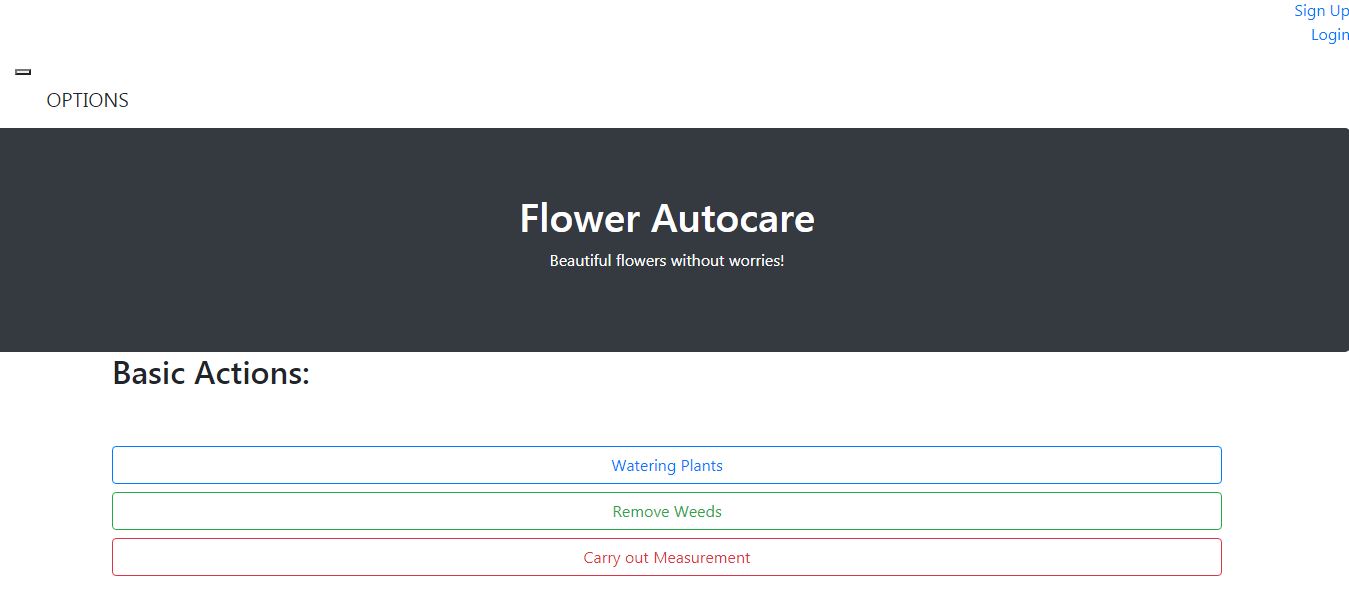 Sign Up
Login
OPTIONS
Flower Autocare
Beautiful flowers without worries!
Basic Actions:
Watering Plants
Remove Weeds
Carry out Measurement